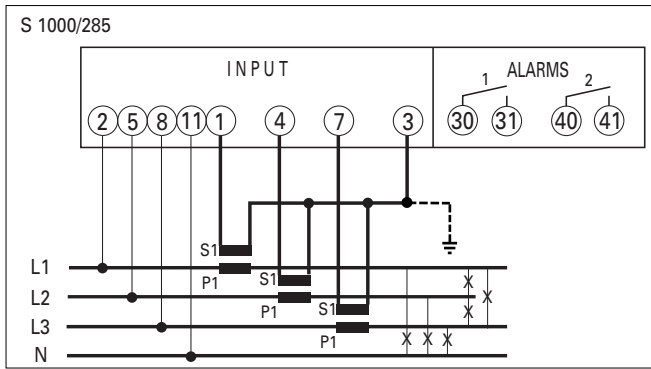 S 1000/285
INPUT
ALARMS
1 2
2 5 8 11 1 4 7 3 30 31 40 41
S1
L1
P1 S1
L2
P1 S1
L3
P1 X X X X X X
N